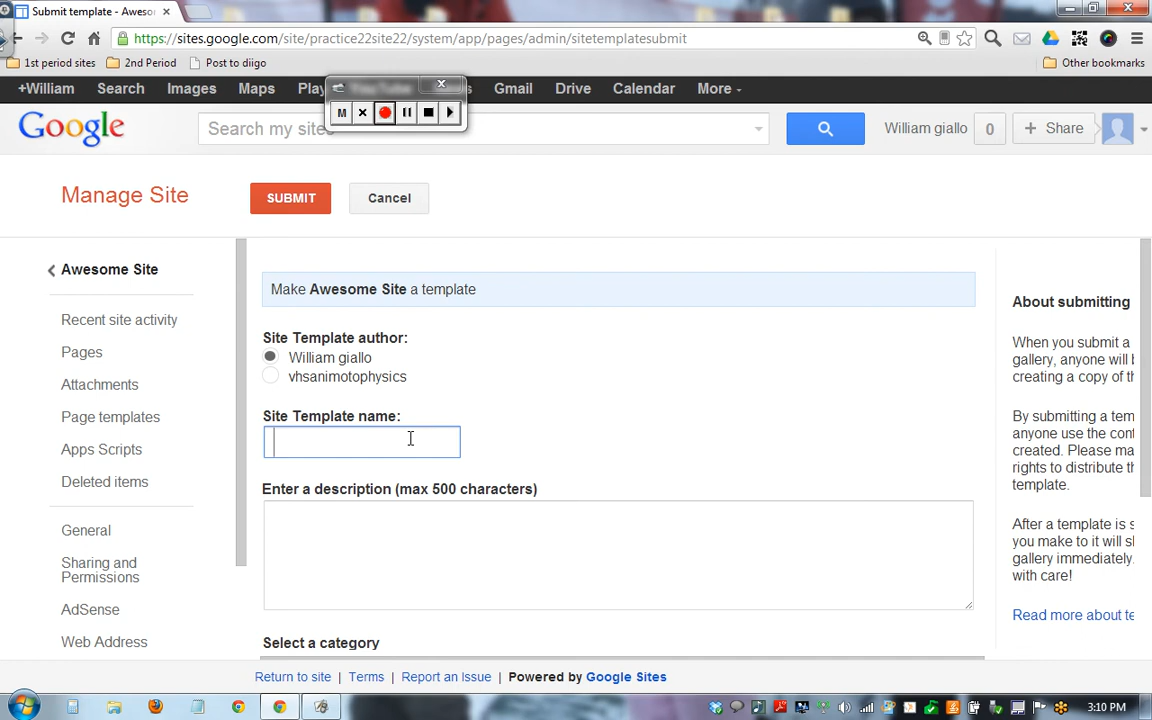 Submit template - Aweso
https://sites.google.com/site/practice22site22/system/app/pages/admin/sitetemplatesubmit
1st period sites 2nd Period Post to diigo Other bookmarks
+William Search Images Maps Play Gmail Drive Calendar More
M
Google Search my sites William giallo 0 + Share
Manage Site SUBMIT Cancel
Awesome Site
Recent site activity
Pages
Attachments
Page templates
Apps Scripts
Deleted items
General
Sharing and
Permissions
AdSense
Web Address
Make Awesome Site a template
Site Template author:
William giallo
vhsanimotophysics
Site Template name:
Enter a description (max 500 characters)
Select a category
About submitting
When you submit a
gallery, anyone will b
creating a copy of th
By submitting a tem
anyone use the cont
created. Please ma
rights to distribute th
template.
After a template is s
you make to it will sh
gallery immediately.
with care!
Read more about te
Return to site | Terms | Report an Issue | Powered by Google Sites
3:10 PM